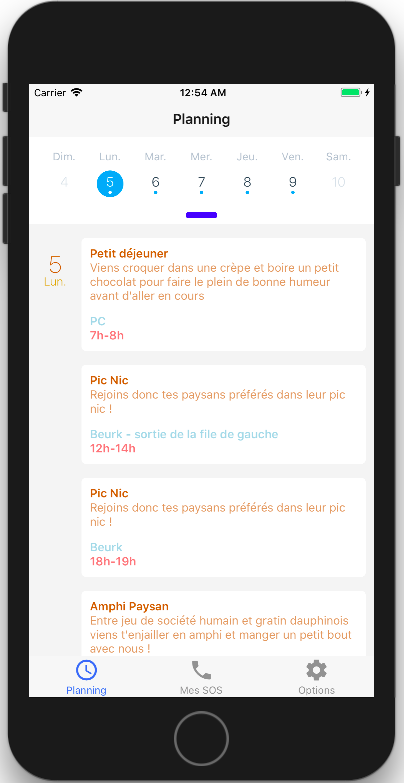 Carrier 12:54 AM
Planning
Dim. Lun. Mar. Mer. Jeu. Ven. Sam.
4 5 6 7 8 9 10
5
Lun.
Petit déjeuner
Viens croquer dans une crèpe et boire un petit
chocolat pour faire le plein de bonne humeur
avant d'aller en cours
PC
7h-8h
Pic Nic
Rejoins donc tes paysans préférés dans leur pic
nic !
Beurk - sortie de la file de gauche
12h-14h
Pic Nic
Rejoins donc tes paysans préférés dans leur pic
nic !
Beurk
18h-19h
Amphi Paysan
Entre jeu de société humain et gratin dauphinois
viens t'enjailler en amphi et manger un petit bout
avec nous !
Planning Mes SOS Options